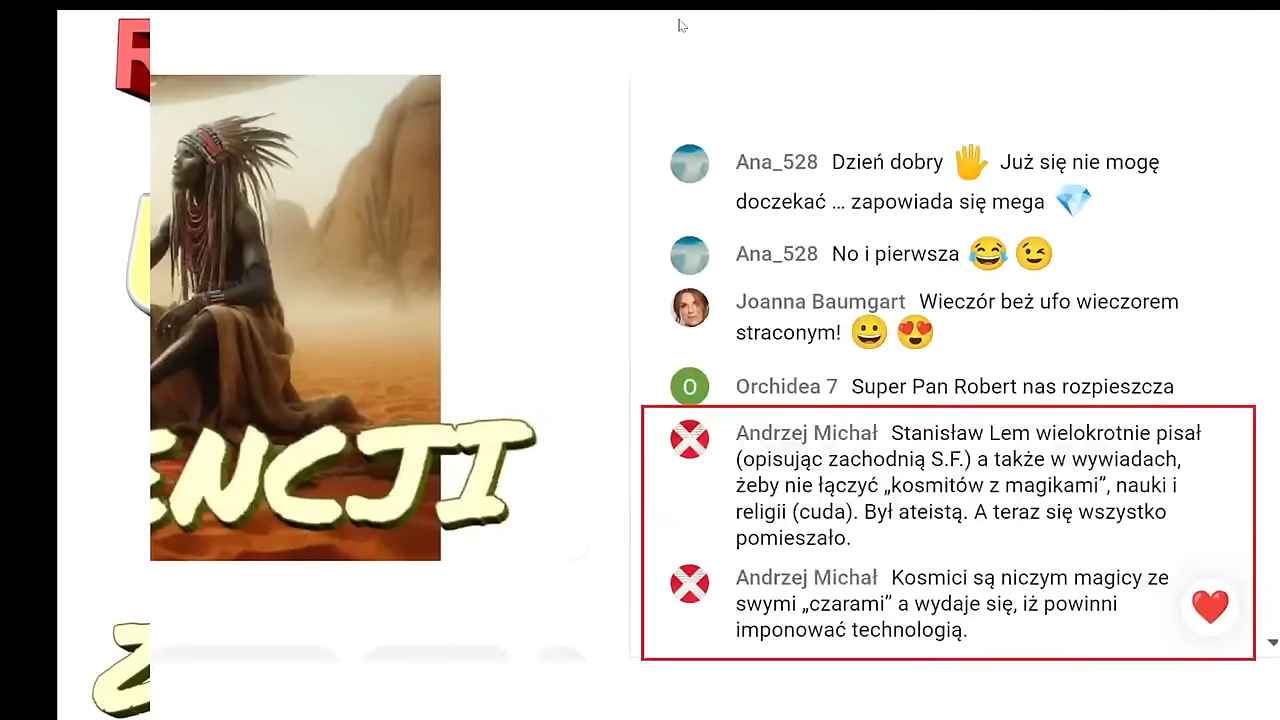 R
ENCJI
Ana_528 Dzień dobry 🖐 Już się nie mogę
doczekać ... zapowiada się mega 💎
Ana_528 No i pierwsza 😂 😉
Joanna Baumgart Wieczór beż ufo wieczorem
straconym! 😀 😍
O Orchidea 7 Super Pan Robert nas rozpieszcza
Andrzej Michał Stanisław Lem wielokrotnie pisał
(opisując zachodnią S.F.) a także w wywiadach,
żeby nie łączyć „kosmitów z magikami”, nauki i
religii (cuda). Był ateistą. A teraz się wszystko
pomieszało.
Andrzej Michał Kosmici są niczym magicy ze
swymi „czarami” a wydaje się, iż powinni
imponować technologią.